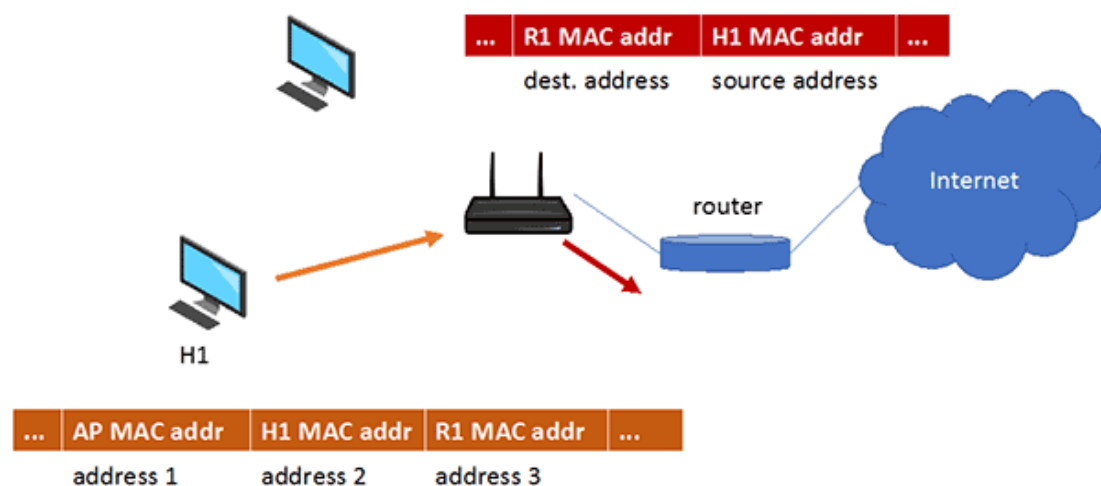 ... R1 MAC addr H1 MAC addr ...
dest. address source address
Internet
router
H1
... AP MAC addr H1 MAC addr R1 MAC addr ...
address 1 address 2 address 3